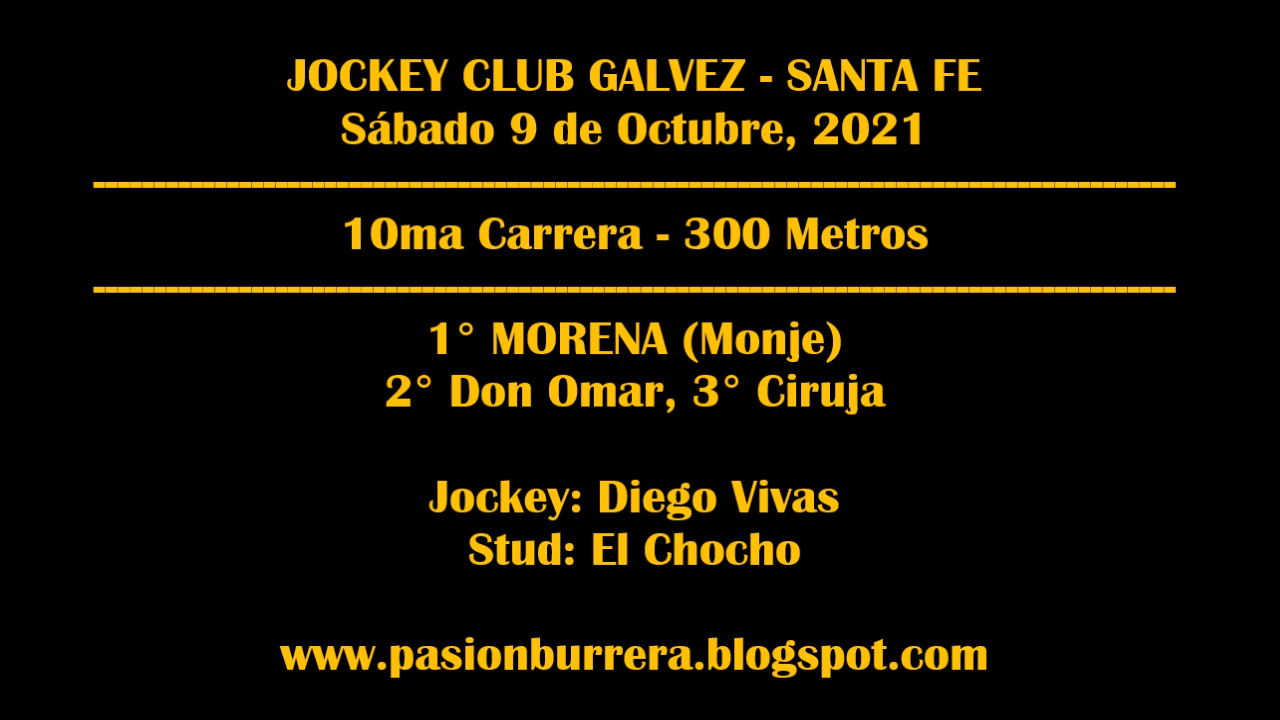 JOCKEY CLUB GALVEZ - SANTA FE
Sábado 9 de Octubre, 2021
------------------------------------------------------------------------------------------
10ma Carrera - 300 Metros
------------------------------------------------------------------------------------------
1° MORENA (Monje)
2° Don Omar, 3° Ciruja
Jockey: Diego Vivas
Stud: El Chocho
www.pasionburrera.blogspot.com